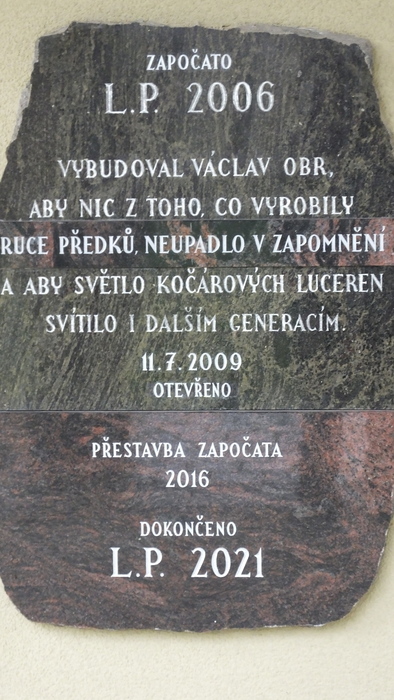 ZAPOČATO
L.P. 2006
VYBUDOVAL VÁCLAV OBR,
ABY NIC Z TOHO, CO VYROBILY
RUCE PŘEDKŮ, NEUPADLO V ZAPOMNĚNÍ
A ABY SVĚTLO KOČÁROVÝCH LUCEREN
SVÍTILO I DALŠÍM GENERACÍM.
11.7.2009
OTEVŘENO
PŘESTAVBA ZAPOČATA
2016
DOKONČENO
L.P. 2021